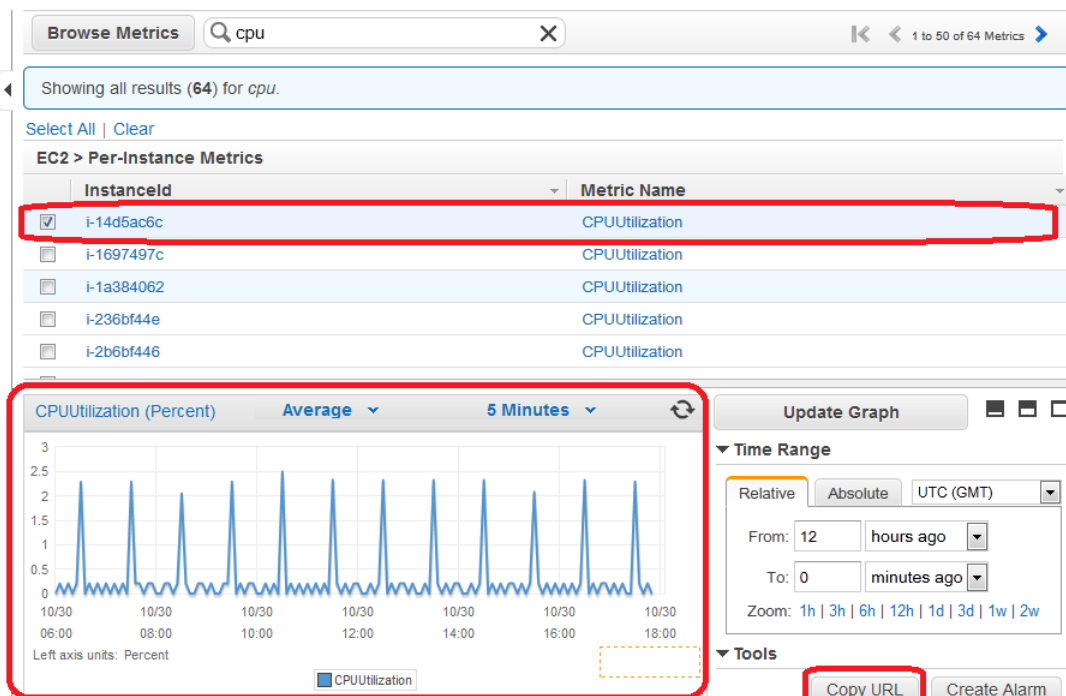 Browse Metrics cpu 1 to 50 of 64 Metrics
Showing all results (64) for cpu.
Select All | Clear
EC2 > Per-Instance Metrics
InstanceId Metric Name
i-14d5ac6c CPUUtilization
i-1697497c CPUUtilization
i-1a384062 CPUUtilization
i-236bf44e CPUUtilization
i-2b6bf446 CPUUtilization
CPUUtilization (Percent) Average 5 Minutes
3
2.5
2
1.5
1
0.5
0
10/30 10/30 10/30 10/30 10/30 10/30 10/30
06:00 08:00 10:00 12:00 14:00 16:00 18:00
Left axis units: Percent
CPUUtilization
Update Graph
Time Range
Relative Absolute UTC (GMT)
From: 12 hours ago
To: 0 minutes ago
Zoom: 1h | 3h | 6h | 12h | 1d | 3d | 1w | 2w
Tools
Copy URL Create Alarm